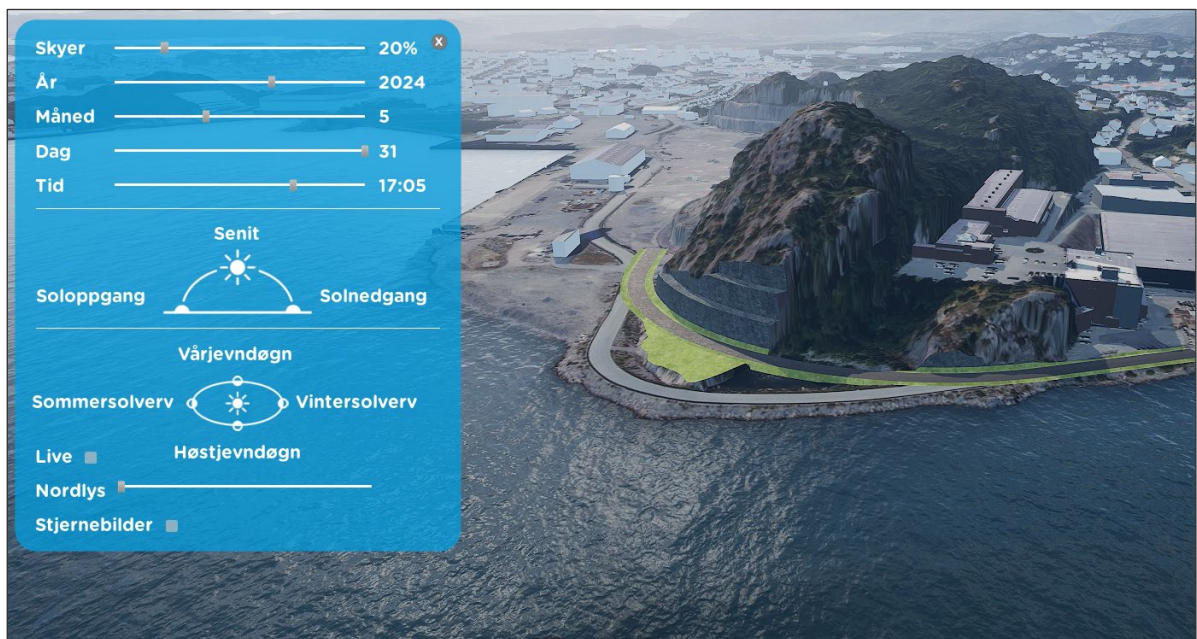 Skyer 20% X
År 2024
Måned 5
Dag 31
Tid 17:05
Senit
Soloppgang Solnedgang
Vårjevndøgn
Sommersolverv Vintersolverv
Høstjevndøgn
Live
Nordlys
Stjernebilder